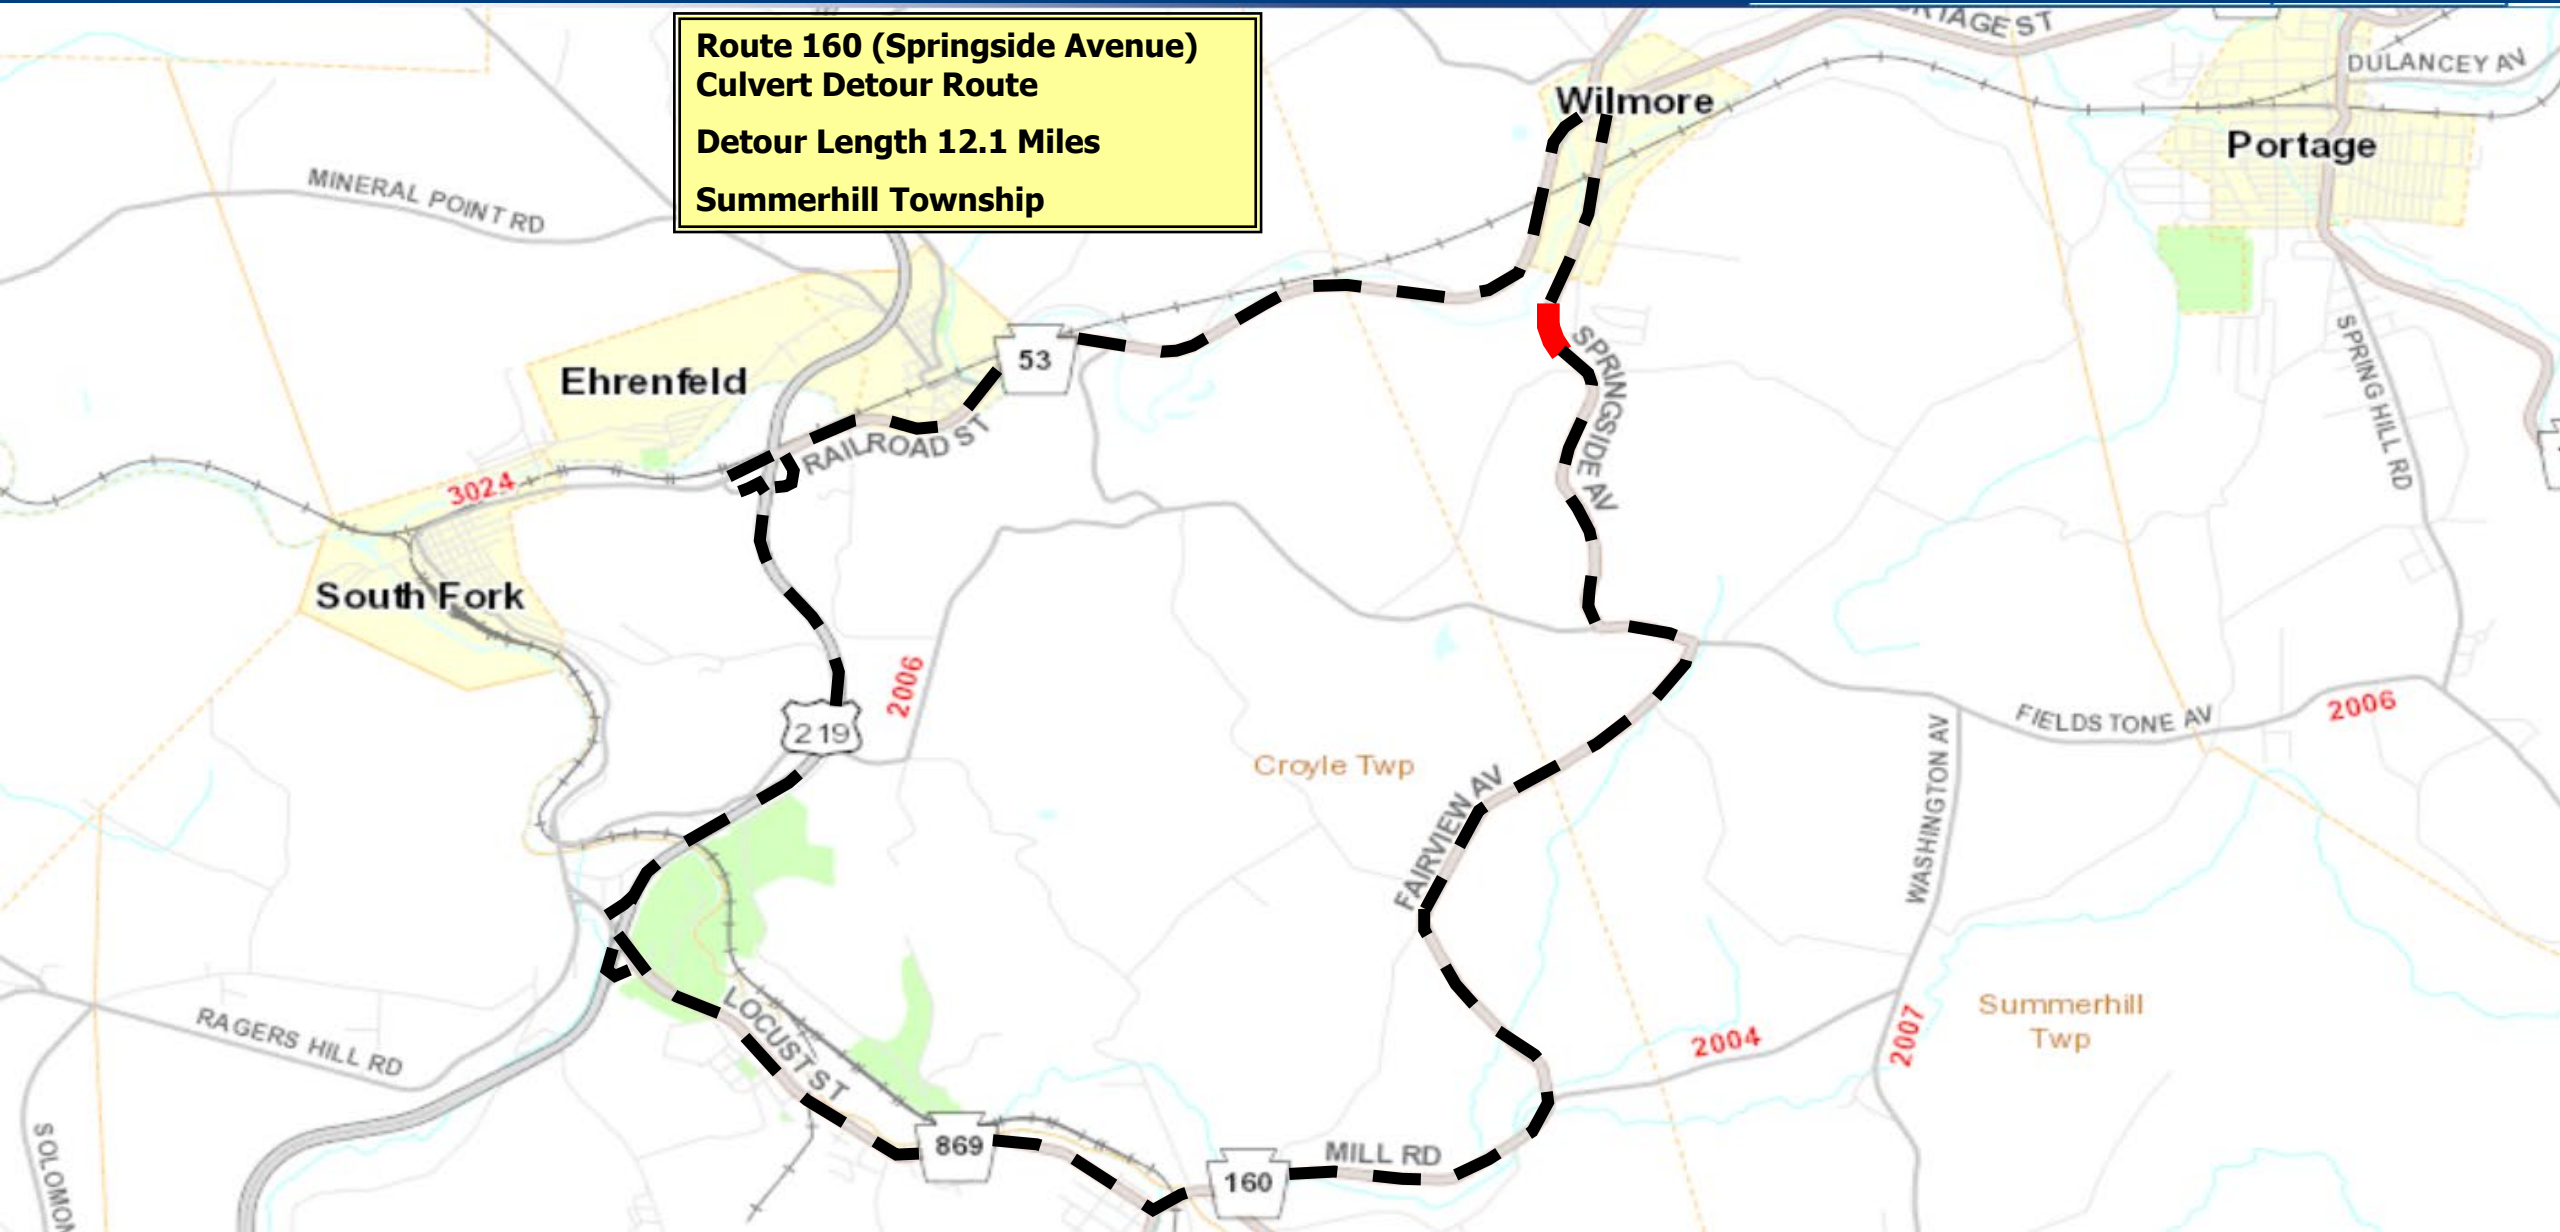 Route 160 (Springside Avenue)
Culvert Detour Route
Detour Length 12.1 Miles
Summerhill Township
DULANCEY AV
Wilmore
Portage
MINERAL POINT RD
53
Ehrenfeld
SPRINGSIDE AV
SPRING HILL RD
RAILROAD ST
3024
South Fork
2006
219
FIELDSTONE AV
2006
Croyle Twp
FAIRVIEW AV
WASHINGTON AV
RAGERS HILL RD
LOCUST ST
2004
2007
Summerhill
Twp
SOLOMON
869
160
MILL RD